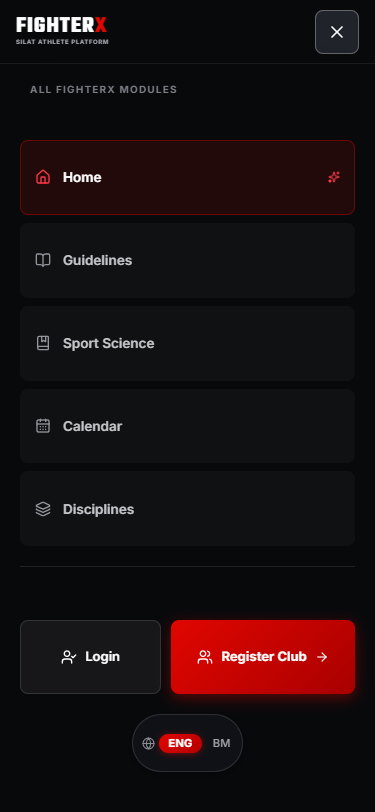 FIGHTERX
SILAT ATHLETE PLATFORM
ALL FIGHTERX MODULES
Home
Guidelines
Sport Science
Calendar
Disciplines
Login
Register Club
ENG BM